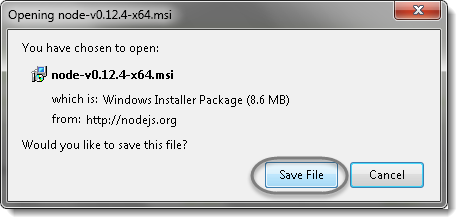 Opening node-v0.12.4-x64.msi
You have chosen to open:
node-v0.12.4-x64.msi
which is: Windows Installer Package (8.6 MB)
from: http://nodejs.org
Would you like to save this file?
Save File Cancel